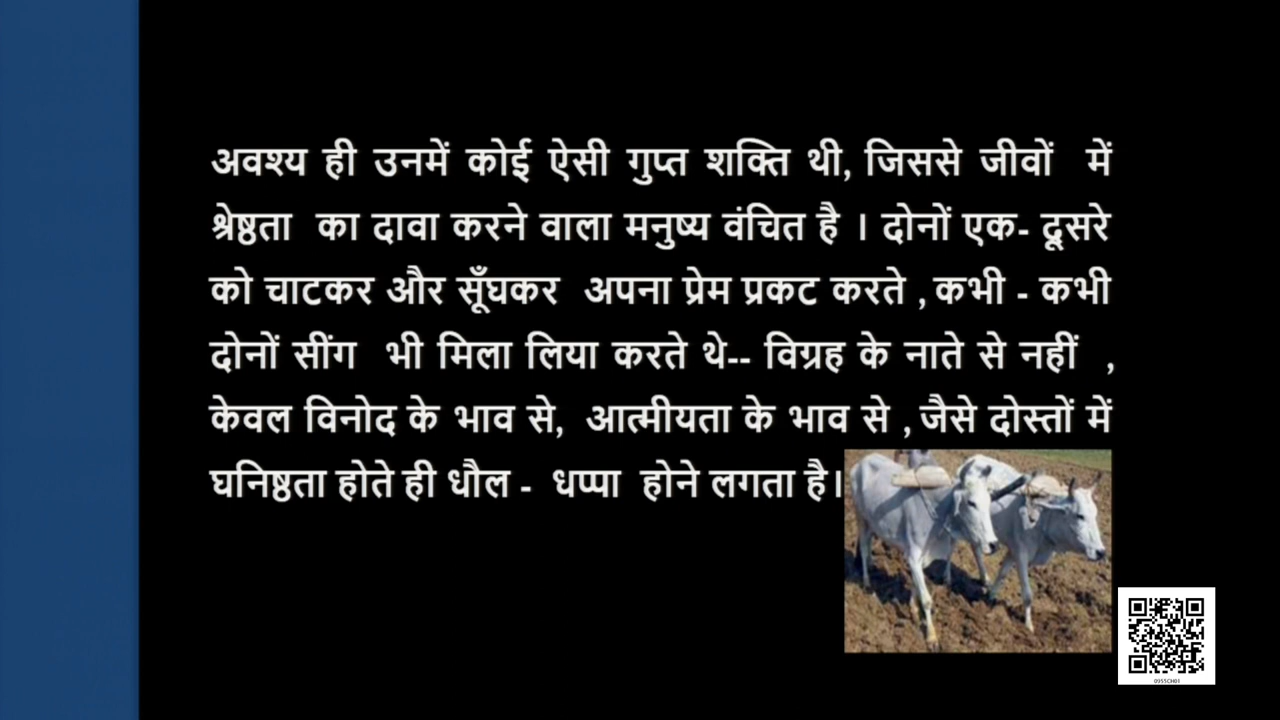 अवश्य ही उनमें कोई ऐसी गुप्त शक्ति थी, जिससे जीवों में
श्रेष्ठता का दावा करने वाला मनुष्य वंचित है । दोनों एक- दूसरे
को चाटकर और सूँघकर अपना प्रेम प्रकट करते , कभी - कभी
दोनों सींग भी मिला लिया करते थे-- विग्रह के नाते से नहीं ,
केवल विनोद के भाव से, आत्मीयता के भाव से , जैसे दोस्तों में
घनिष्ठता होते ही धौल - धप्पा होने लगता है।
0955CH01